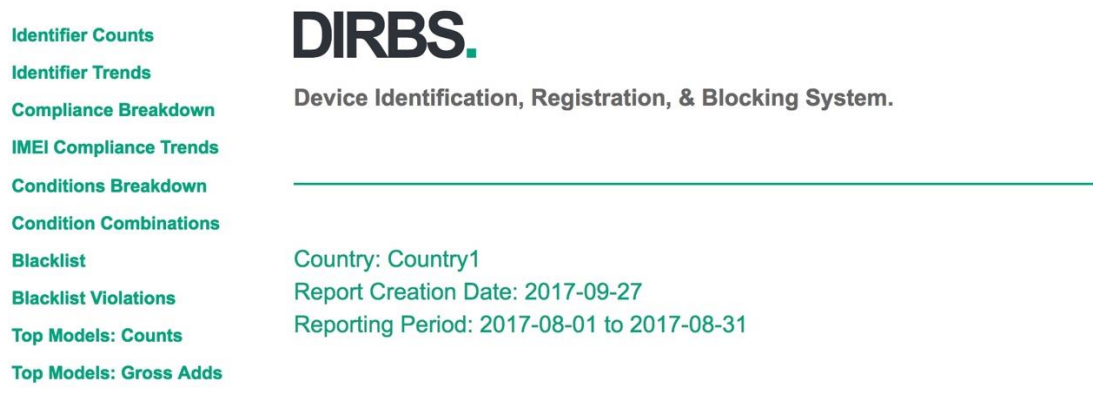 Identifier Counts
Identifier Trends
Compliance Breakdown
IMEI Compliance Trends
Conditions Breakdown
Condition Combinations
Blacklist
Blacklist Violations
Top Models: Counts
Top Models: Gross Adds
DIRBS.
Device Identification, Registration, & Blocking System.
Country: Country1
Report Creation Date: 2017-09-27
Reporting Period: 2017-08-01 to 2017-08-31